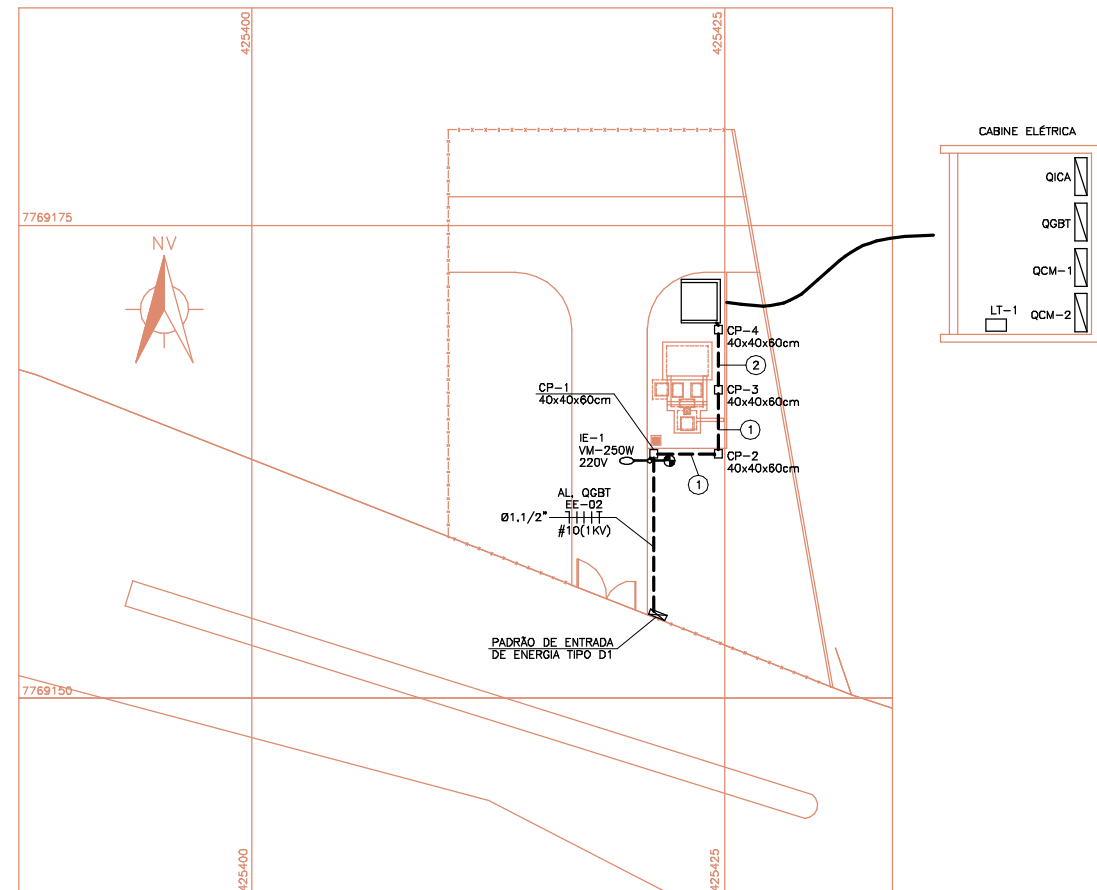 425400
425425
CABINE ELÉTRICA
QICA
QGBT
QCM-1
QCM-2
LT-1
7769175
NV
CP-4
40x40x60cm
2
CP-3
40x40x60cm
1
CP-1
40x40x60cm
IE-1
VM-250W
220V
CP-2
40x40x60cm
1
AL. QGBT
EE-02
Ø1.1/2"
#10(1KV)
PADRÃO DE ENTRADA
DE ENERGIA TIPO D1
7769150
425400
425425